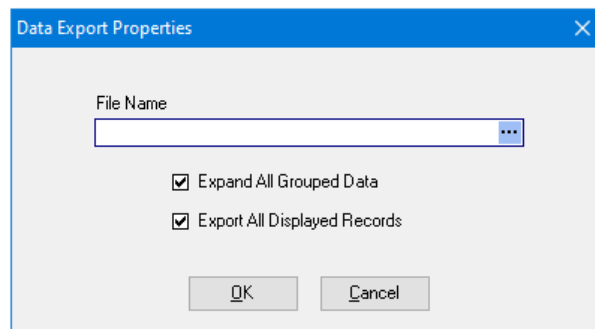 Data Export Properties
File Name
...
Expand All Grouped Data
Export All Displayed Records
OK Cancel